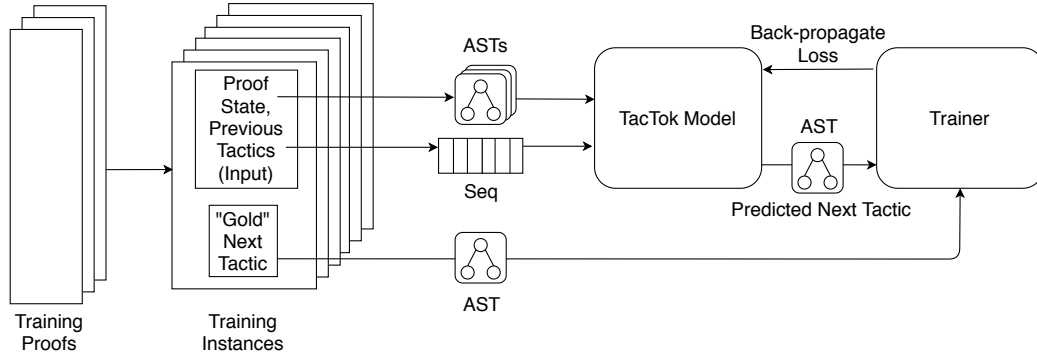 Training
Proofs
Proof
State,
Previous
Tactics
(Input)
"Gold"
Next
Tactic
Training
Instances
ASTs
Seq
AST
TacTok Model
Back-propagate
Loss
AST
Predicted Next Tactic
Trainer